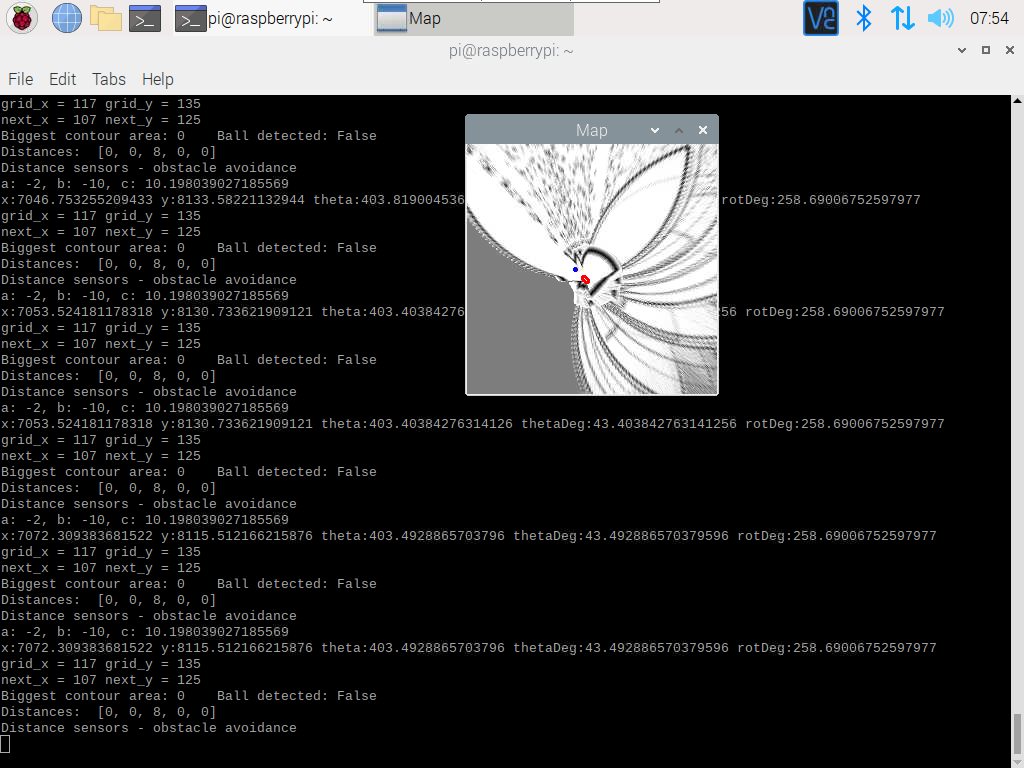 pi@raspberrypi: ~
Map
07:54
pi@raspberrypi: ~
File Edit Tabs Help
grid_x = 117 grid_y = 135
next_x = 107 next_y = 125
Biggest contour area: 0    Ball detected: False
Distances:  [0, 0, 8, 0, 0]
Distance sensors - obstacle avoidance
a: -2, b: -10, c: 10.198039027185569
x:7046.753255209433 y:8133.58221132944 theta:403.819004536 rotDeg:258.69006752597977
grid_x = 117 grid_y = 135
next_x = 107 next_y = 125
Biggest contour area: 0    Ball detected: False
Distances:  [0, 0, 8, 0, 0]
Distance sensors - obstacle avoidance
a: -2, b: -10, c: 10.198039027185569
x:7053.524181178318 y:8130.733621909121 theta:403.40384276 56 rotDeg:258.69006752597977
grid_x = 117 grid_y = 135
next_x = 107 next_y = 125
Biggest contour area: 0    Ball detected: False
Distances:  [0, 0, 8, 0, 0]
Distance sensors - obstacle avoidance
a: -2, b: -10, c: 10.198039027185569
x:7053.524181178318 y:8130.733621909121 theta:403.40384276314126 thetaDeg:43.403842763141256 rotDeg:258.69006752597977
grid_x = 117 grid_y = 135
next_x = 107 next_y = 125
Biggest contour area: 0    Ball detected: False
Distances:  [0, 0, 8, 0, 0]
Distance sensors - obstacle avoidance
a: -2, b: -10, c: 10.198039027185569
x:7072.309383681522 y:8115.512166215876 theta:403.4928865703796 thetaDeg:43.492886570379596 rotDeg:258.69006752597977
grid_x = 117 grid_y = 135
next_x = 107 next_y = 125
Biggest contour area: 0    Ball detected: False
Distances:  [0, 0, 8, 0, 0]
Distance sensors - obstacle avoidance
a: -2, b: -10, c: 10.198039027185569
x:7072.309383681522 y:8115.512166215876 theta:403.4928865703796 thetaDeg:43.492886570379596 rotDeg:258.69006752597977
grid_x = 117 grid_y = 135
next_x = 107 next_y = 125
Biggest contour area: 0    Ball detected: False
Distances:  [0, 0, 8, 0, 0]
Distance sensors - obstacle avoidance
Map